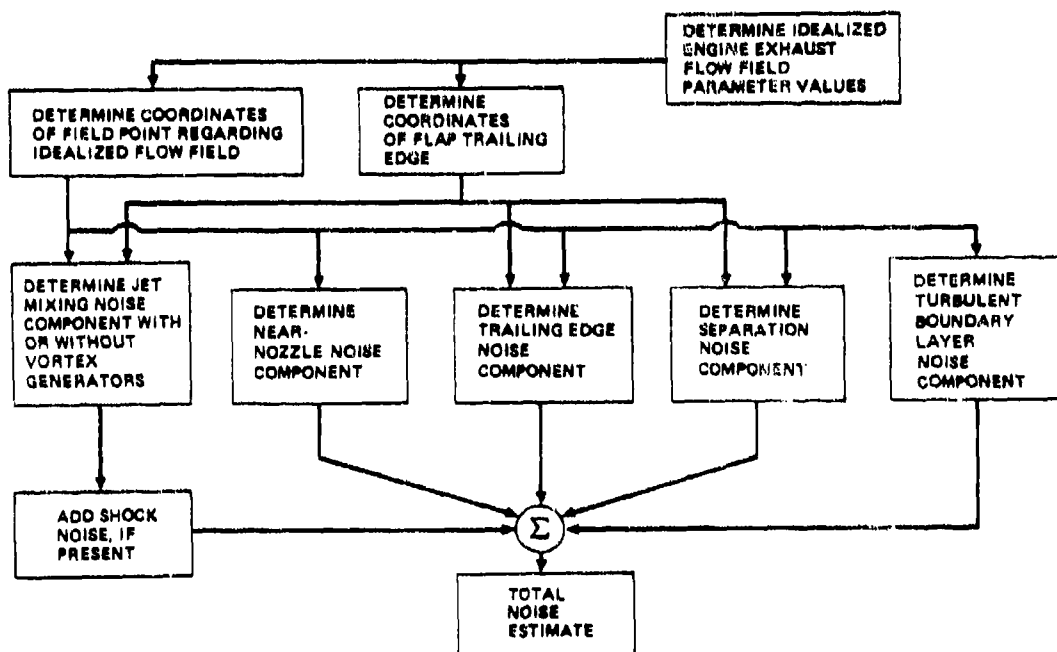 DETERMINE IDEALIZED
ENGINE EXHAUST
FLOW FIELD
PARAMETER VALUES
DETERMINE COORDINATES
OF FIELD POINT REGARDING
IDEALIZED FLOW FIELD
DETERMINE
COORDINATES
OF FLAP TRAILING
EDGE
DETERMINE JET
MIXING NOISE
COMPONENT WITH
OR WITHOUT
VORTEX
GENERATORS
DETERMINE
NEAR-
NOZZLE NOISE
COMPONENT
DETERMINE
TRAILING EDGE
NOISE
COMPONENT
DETERMINE
SEPARATION
NOISE
COMPONENT
DETERMINE
TURBULENT
BOUNDARY
LAYER
NOISE
COMPONENT
ADD SHOCK
NOISE, IF
PRESENT
Σ
TOTAL
NOISE
ESTIMATE